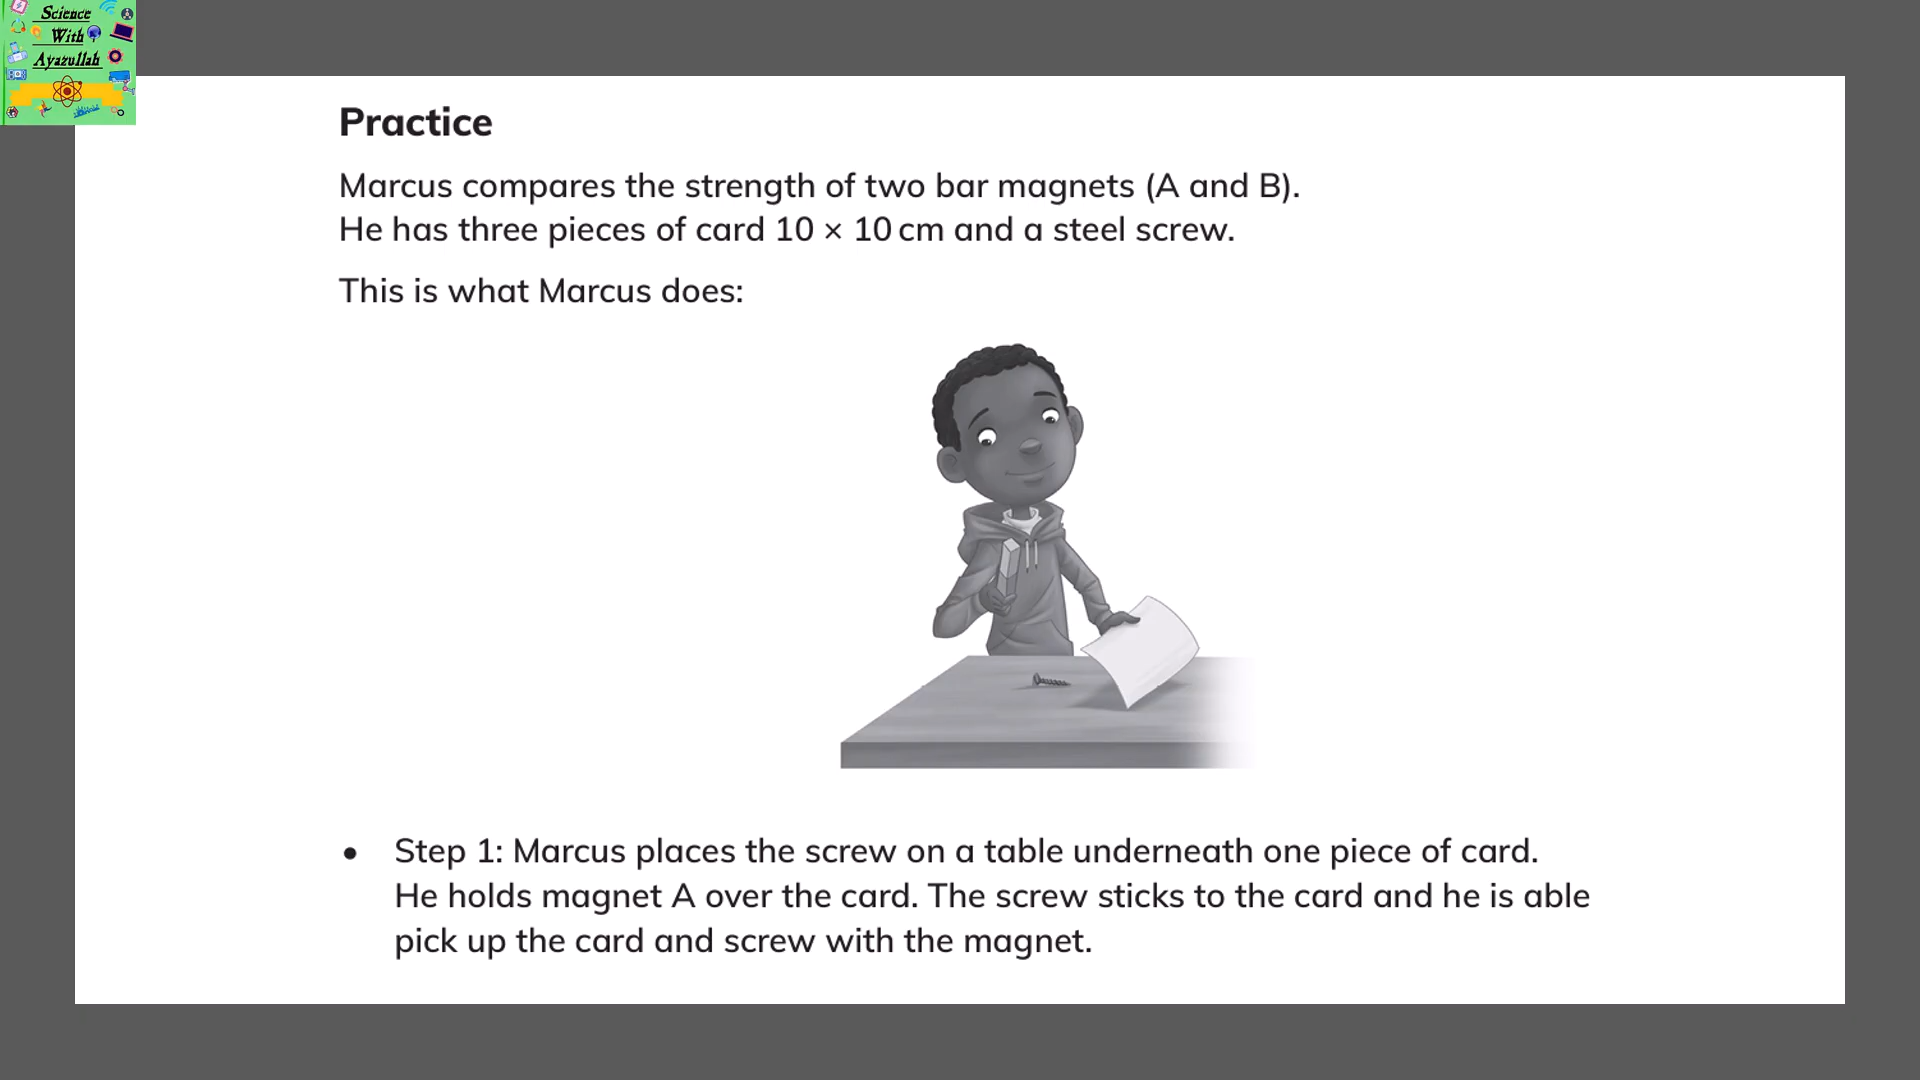 Science
With
Ayazullah
Practice
Marcus compares the strength of two bar magnets (A and B).
He has three pieces of card 10 × 10 cm and a steel screw.
This is what Marcus does:
• Step 1: Marcus places the screw on a table underneath one piece of card.
He holds magnet A over the card. The screw sticks to the card and he is able
pick up the card and screw with the magnet.